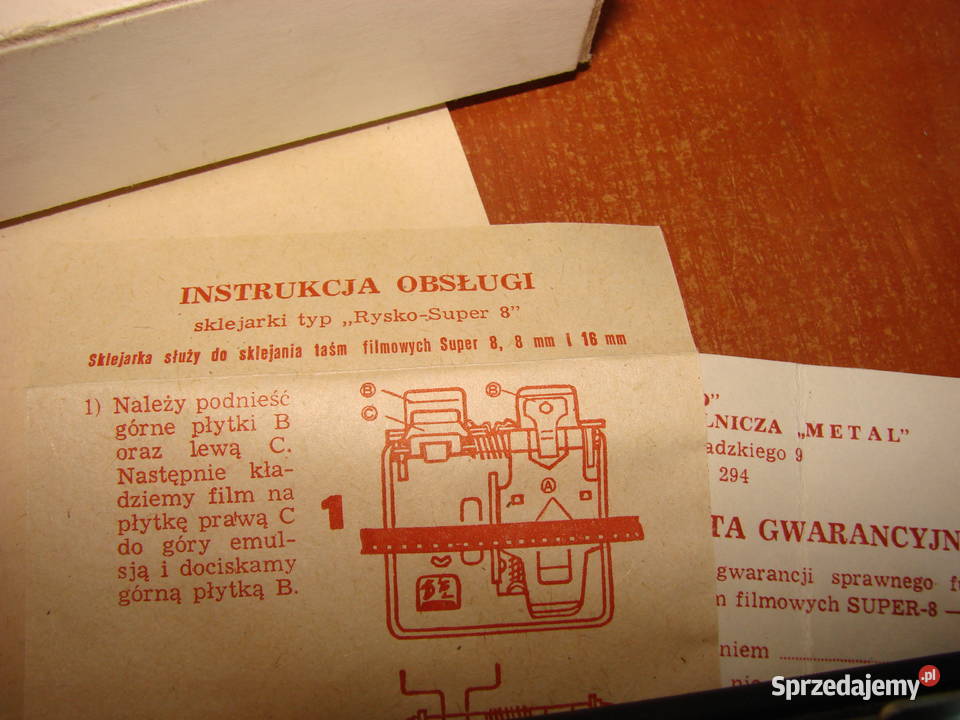 INSTRUKCJA OBSŁUGI
sklejarki typ „Rysko-Super 8"
Sklejarka służy do sklejania taśm filmowych Super 8, 8 mm i 16 mm
1) Należy podnieść
górne płytki B
oraz lewą C.
Następnie kła-
dziemy film na
płytkę prawą C
do góry emul-
sją i dociskamy
górną płytką B.
B
B
C
A
1
O"
LNICZA „METAL"
adzkiego 9
294
TA GWARANCYJN
gwarancji sprawnego f
m filmowych SUPER-8 —
niem
nie
Sprzedajemy.pl